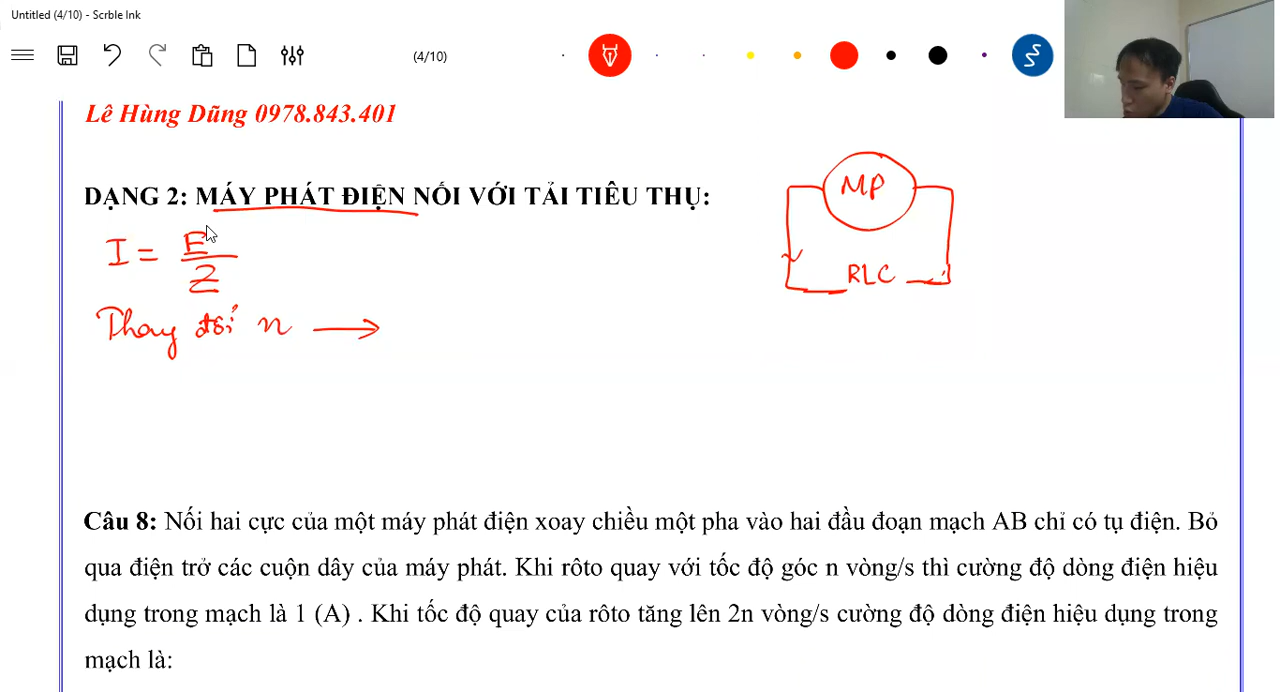 Untitled (4/10) - Scrble Ink
(4/10)
Lê Hùng Dũng 0978.843.401
DẠNG 2: MÁY PHÁT ĐIỆN NỐI VỚI TẢI TIÊU THỤ:
MP
RLC
I = E/Z
Thay đổi n →
Câu 8: Nối hai cực của một máy phát điện xoay chiều một pha vào hai đầu đoạn mạch AB chỉ có tụ điện. Bỏ
qua điện trở các cuộn dây của máy phát. Khi rôto quay với tốc độ góc n vòng/s thì cường độ dòng điện hiệu
dụng trong mạch là 1 (A) . Khi tốc độ quay của rôto tăng lên 2n vòng/s cường độ dòng điện hiệu dụng trong
mạch là: